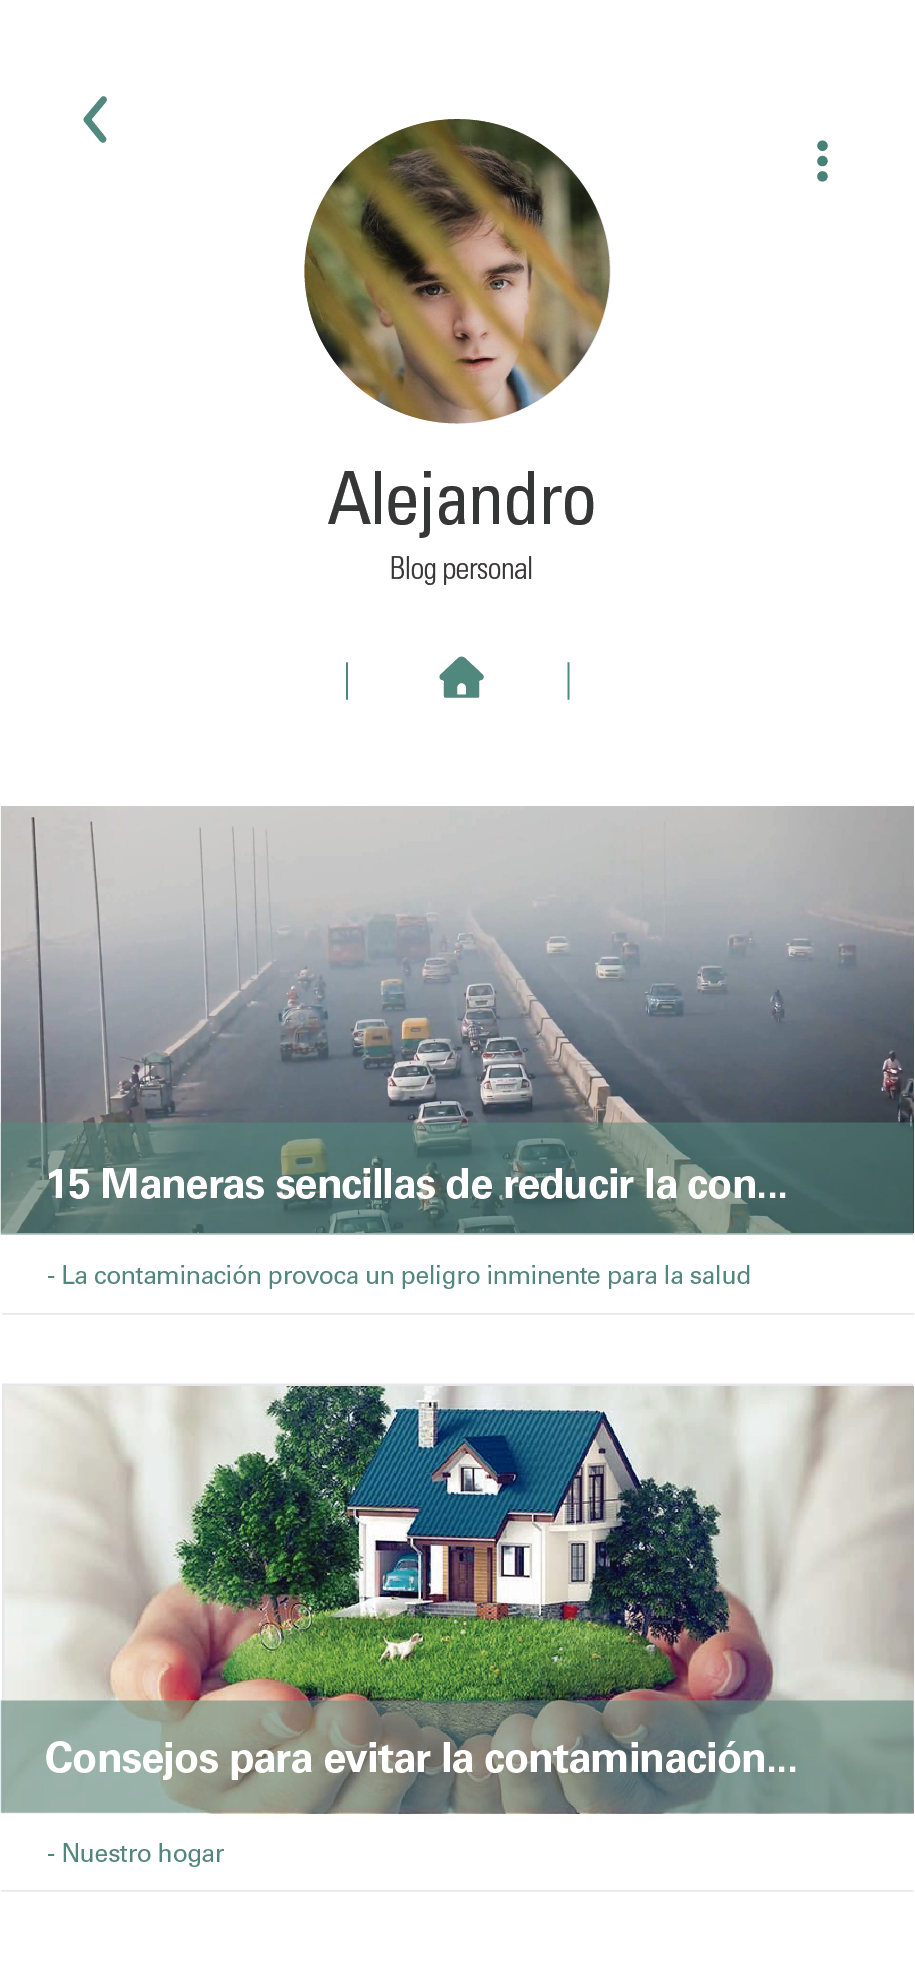 Alejandro
Blog personal
15 Maneras sencillas de reducir la con...
- La contaminación provoca un peligro inminente para la salud
Consejos para evitar la contaminación...
- Nuestro hogar